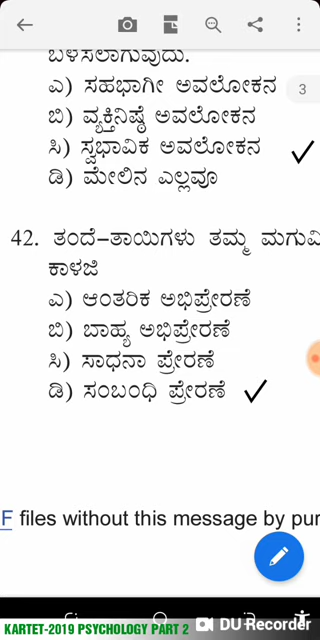 ಬಳಸಲಾಗುವುದು.
ಎ) ಸಹಭಾಗೀ ಅವಲೋಕನ
3
ಬಿ) ವ್ಯಕ್ತಿನಿಷ್ಠೆ ಅವಲೋಕನ
ಸಿ) ಸ್ವಭಾವಿಕ ಅವಲೋಕನ
ಡಿ) ಮೇಲಿನ ಎಲ್ಲವೂ
42. ತಂದೆ-ತಾಯಿಗಳು ತಮ್ಮ ಮಗುವಿ
ಕಾಳಜಿ
ಎ) ಆಂತರಿಕ ಅಭಿಪ್ರೇರಣೆ
ಬಿ) ಬಾಹ್ಯ ಅಭಿಪ್ರೇರಣೆ
ಸಿ) ಸಾಧನಾ ಪ್ರೇರಣೆ
ಡಿ) ಸಂಬಂಧಿ ಪ್ರೇರಣೆ
F files without this message by pur
KARTET-2019 PSYCHOLOGY PART 2
DU Recorder